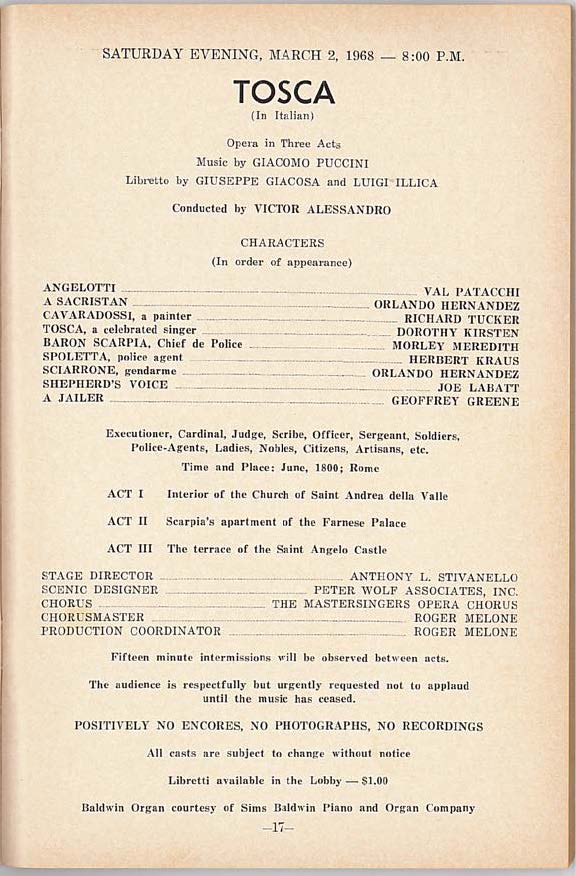 SATURDAY EVENING, MARCH 2, 1968 — 8:00 P.M.
TOSCA
(In Italian)
Opera in Three Acts
Music by GIACOMO PUCCINI
Libretto by GIUSEPPE GIACOSA and LUIGI ILLICA
Conducted by VICTOR ALESSANDRO
CHARACTERS
(In order of appearance)
ANGELOTTI VAL PATACCHI
A SACRISTAN ORLANDO HERNANDEZ
CAVARADOSSI, a painter RICHARD TUCKER
TOSCA, a celebrated singer DOROTHY KIRSTEN
BARON SCARPIA, Chief de Police MORLEY MEREDITH
SPOLETTA, police agent HERBERT KRAUS
SCIARRONE, gendarme ORLANDO HERNANDEZ
SHEPHERD'S VOICE JOE LABATT
A JAILER GEOFFREY GREENE
Executioner, Cardinal, Judge, Scribe, Officer, Sergeant, Soldiers,
Police-Agents, Ladies, Nobles, Citizens, Artisans, etc.
Time and Place: June, 1800; Rome
ACT I Interior of the Church of Saint Andrea della Valle
ACT II Scarpia's apartment of the Farnese Palace
ACT III The terrace of the Saint Angelo Castle
STAGE DIRECTOR ANTHONY L. STIVANELLO
SCENIC DESIGNER PETER WOLF ASSOCIATES, INC.
CHORUS THE MASTERSINGERS OPERA CHORUS
CHORUSMASTER ROGER MELONE
PRODUCTION COORDINATOR ROGER MELONE
Fifteen minute intermissions will be observed between acts.
The audience is respectfully but urgently requested not to applaud
until the music has ceased.
POSITIVELY NO ENCORES, NO PHOTOGRAPHS, NO RECORDINGS
All casts are subject to change without notice
Libretti available in the Lobby — $1.00
Baldwin Organ courtesy of Sims Baldwin Piano and Organ Company
—17—